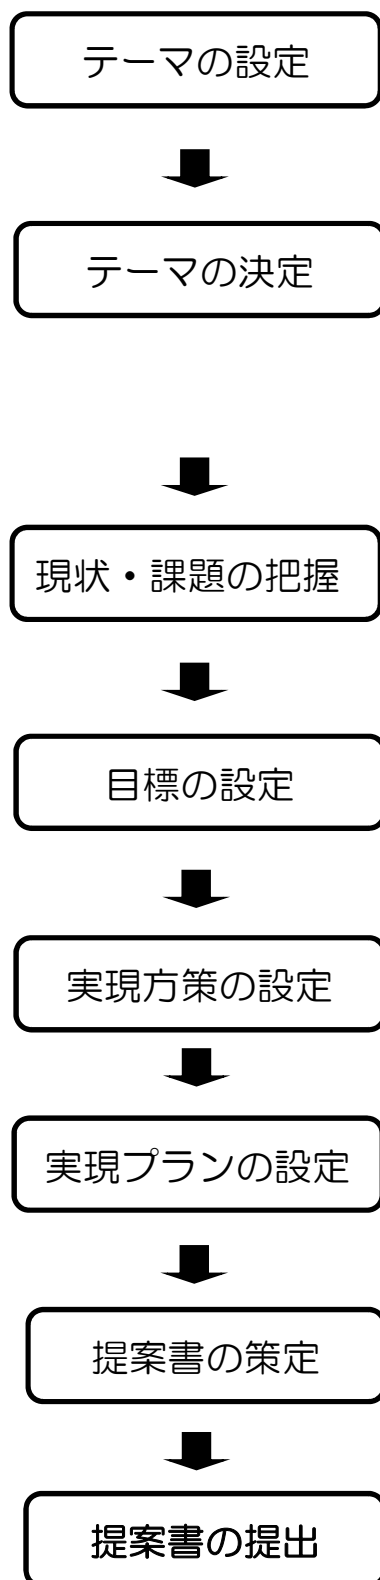 テーマの設定
テーマの決定
現状・課題の把握
目標の設定
実現方策の設定
実現プランの設定
提案書の策定
提案書の提出